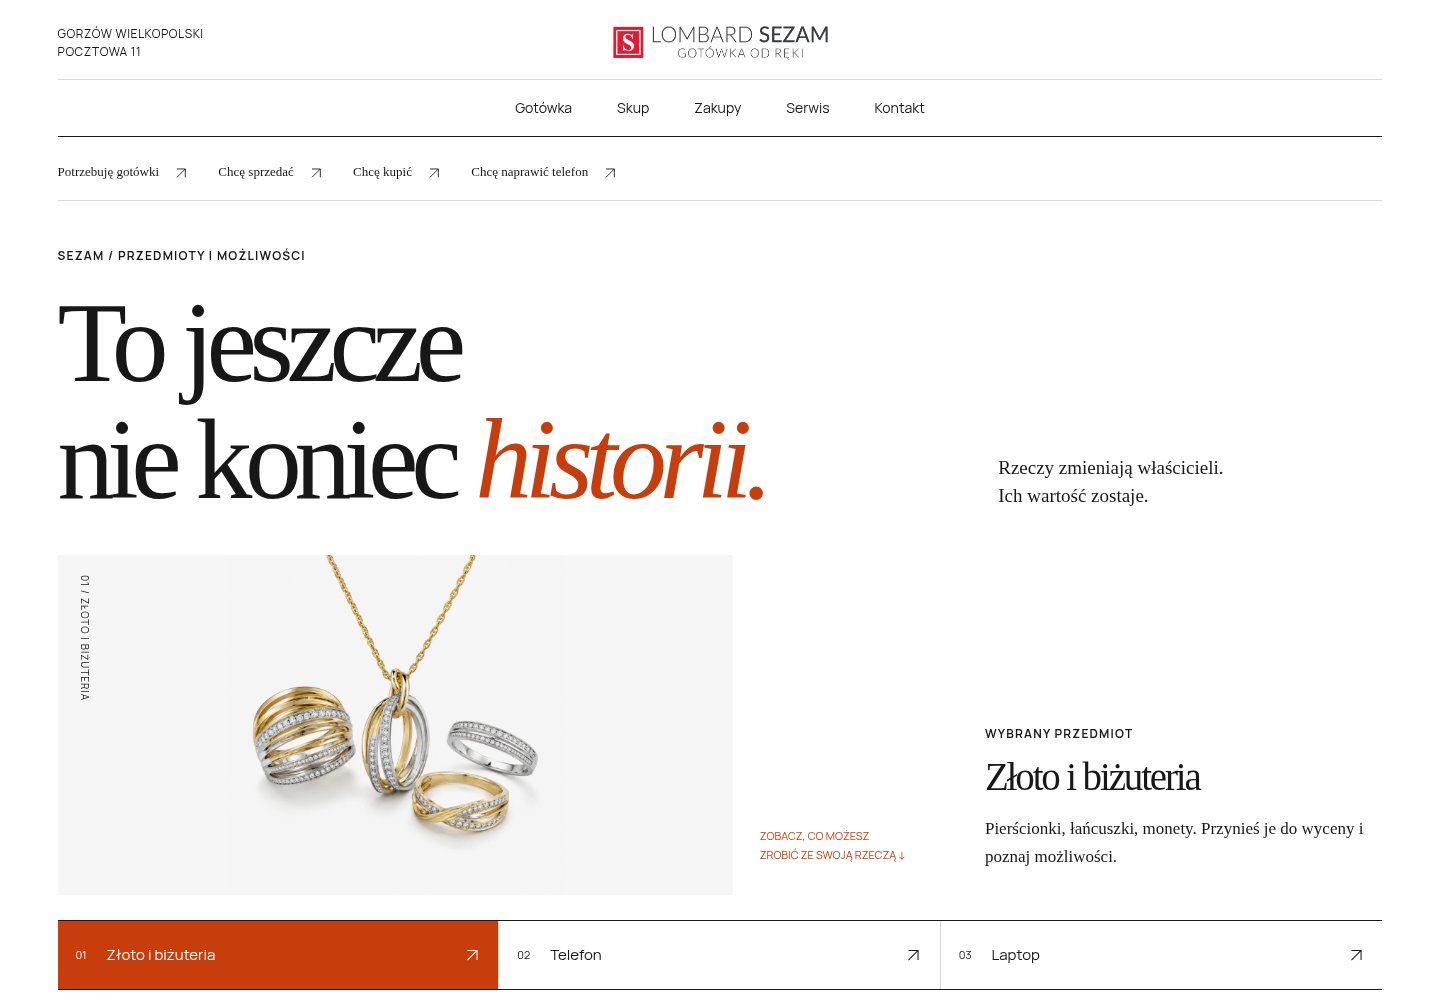 GORZÓW WIELKOPOLSKI
POCZTOWA 11
S
LOMBARD SEZAM
GOTÓWKA OD RĘKI
Gotówka
Skup
Zakupy
Serwis
Kontakt
Potrzebuję gotówki
Chcę sprzedać
Chcę kupić
Chcę naprawić telefon
SEZAM / PRZEDMIOTY I MOŻLIWOŚCI
To jeszcze
nie koniec historii.
Rzeczy zmieniają właścicieli.
Ich wartość zostaje.
01 / ZŁOTO I BIŻUTERIA
ZOBACZ, CO MOŻESZ
ZROBIĆ ZE SWOJĄ RZECZĄ ↓
WYBRANY PRZEDMIOT
Złoto i biżuteria
Pierścionki, łańcuszki, monety. Przynieś je do wyceny i
poznaj możliwości.
01 Złoto i biżuteria
02 Telefon
03 Laptop